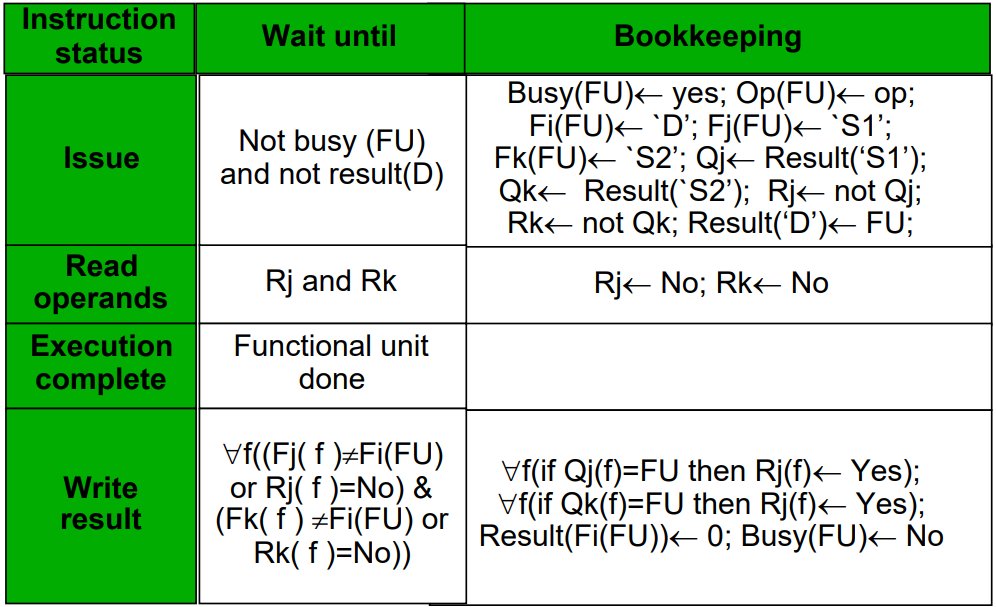 Instruction status
Wait until
Bookkeeping
Issue
Not busy (FU)
and not result(D)
Busy(FU)← yes; Op(FU)← op;
Fi(FU)← `D’; Fj(FU)← `S1’;
Fk(FU)← `S2’; Qj← Result(‘S1’);
Qk← Result(`S2’); Rj← not Qj;
Rk← not Qk; Result(‘D’)← FU;
Read
operands
Rj and Rk
Rj← No; Rk← No
Execution
complete
Functional unit
done
Write
result
∀f((Fj( f )≠Fi(FU)
or Rj( f )=No) &
(Fk( f ) ≠Fi(FU) or
Rk( f )=No))
∀f(if Qj(f)=FU then Rj(f)← Yes);
∀f(if Qk(f)=FU then Rj(f)← Yes);
Result(Fi(FU))← 0; Busy(FU)← No